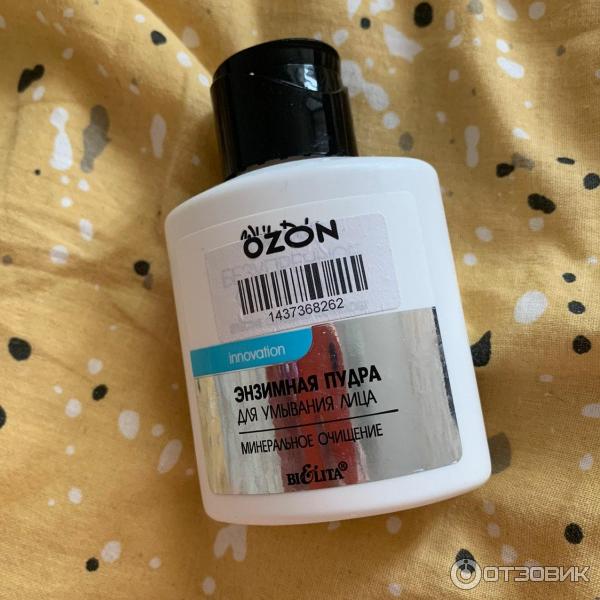 OZON
1437368262
innovation
ЭНЗИМНАЯ ПУДРА
ДЛЯ УМЫВАНИЯ ЛИЦА
МИНЕРАЛЬНОЕ ОЧИЩЕНИЕ
BIELITA®
ОТЗОВИК